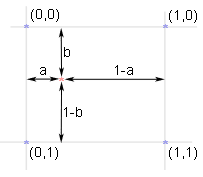 (0,0) (1,0)
b
a 1-a
1-b
(0,1) (1,1)